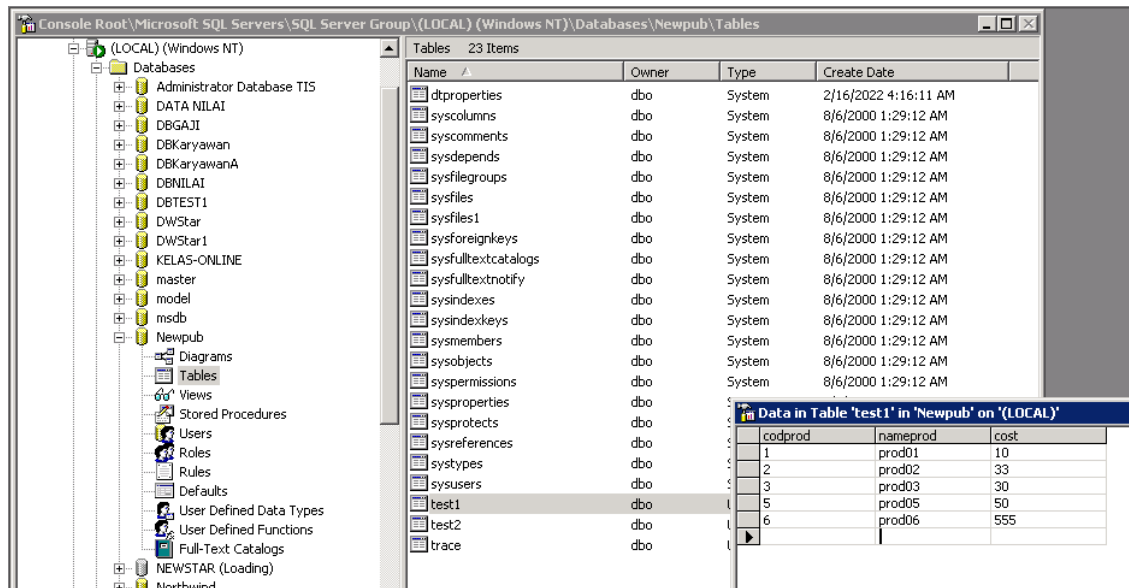 Console Root\Microsoft SQL Servers\SQL Server Group\(LOCAL) (Windows NT)\Databases\Newpub\Tables
(LOCAL) (Windows NT)
Databases
Administrator Database TIS
DATA NILAI
DBGAJI
DBKaryawan
DBKaryawanA
DBNILAI
DBTEST1
DWStar
DWStar1
KELAS-ONLINE
master
model
msdb
Newpub
Diagrams
Tables
Views
Stored Procedures
Users
Roles
Rules
Defaults
User Defined Data Types
User Defined Functions
Full-Text Catalogs
NEWSTAR (Loading)
Northwind
Tables 23 Items
Name Owner Type Create Date
dtproperties dbo System 2/16/2022 4:16:11 AM
syscolumns dbo System 8/6/2000 1:29:12 AM
syscomments dbo System 8/6/2000 1:29:12 AM
sysdepends dbo System 8/6/2000 1:29:12 AM
sysfilegroups dbo System 8/6/2000 1:29:12 AM
sysfiles dbo System 8/6/2000 1:29:12 AM
sysfiles1 dbo System 8/6/2000 1:29:12 AM
sysforeignkeys dbo System 8/6/2000 1:29:12 AM
sysfulltextcatalogs dbo System 8/6/2000 1:29:12 AM
sysfulltextnotify dbo System 8/6/2000 1:29:12 AM
sysindexes dbo System 8/6/2000 1:29:12 AM
sysindexkeys dbo System 8/6/2000 1:29:12 AM
sysmembers dbo System 8/6/2000 1:29:12 AM
sysobjects dbo System 8/6/2000 1:29:12 AM
syspermissions dbo System 8/6/2000 1:29:12 AM
sysproperties dbo
sysprotects dbo
sysreferences dbo
systypes dbo
sysusers dbo
test1 dbo
test2 dbo
trace dbo
Data in Table 'test1' in 'Newpub' on '(LOCAL)'
codprod nameprod cost
1 prod01 10
2 prod02 33
3 prod03 30
5 prod05 50
6 prod06 555